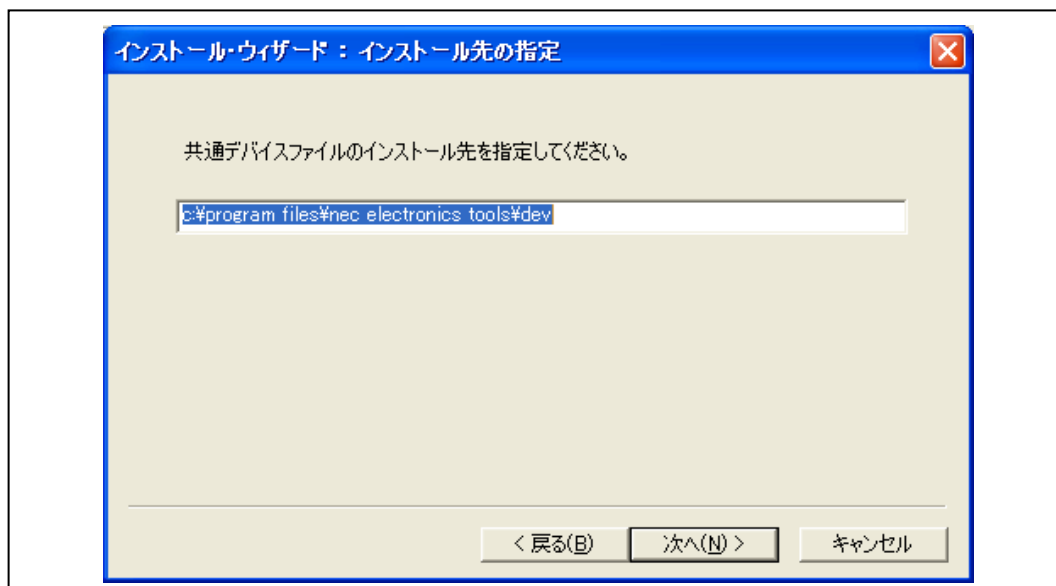 インストール・ウィザード : インストール先の指定
共通デバイスファイルのインストール先を指定してください。
c:¥program files¥nec electronics tools¥dev
< 戻る(B) 次へ(N) > キャンセル